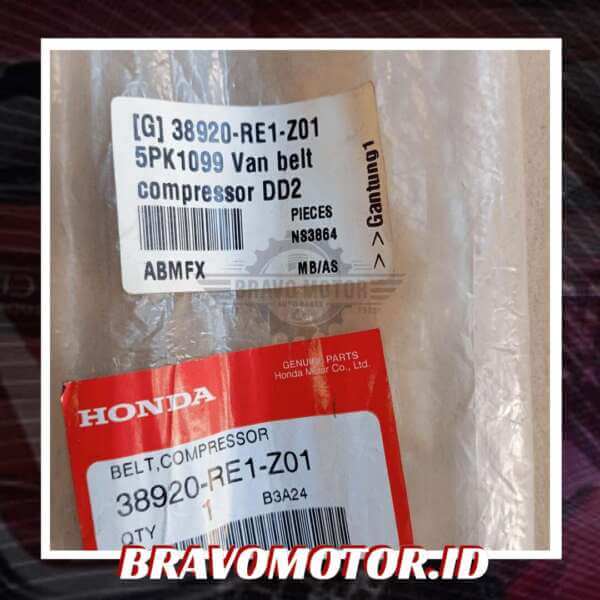 [G] 38920-RE1-Z01
5PK1099 Van belt
compressor DD2
PIECES
NS3864
ABMFX
MB/AS
>>Gantung1
BRAVO MOTOR
GENUINE PARTS
Honda Motor Co., Ltd.
HONDA
BELT,COMPRESSOR
38920-RE1-Z01
1
B3A24
QTY
BRAVOMOTOR.ID